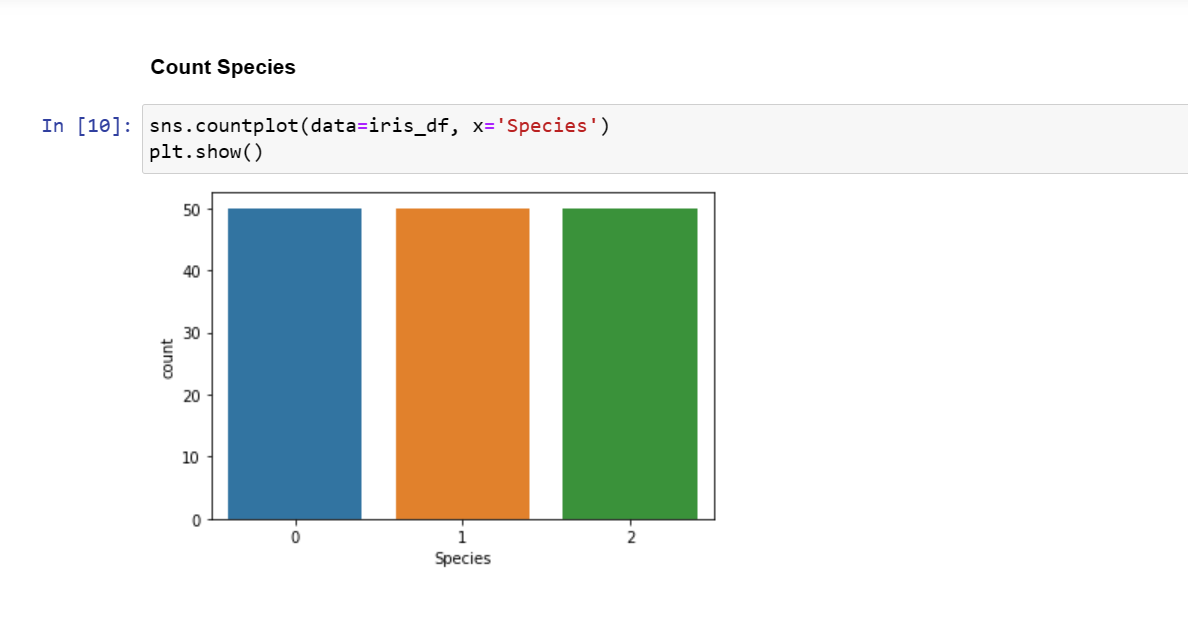 Count Species
In [10]: sns.countplot(data=iris_df, x='Species')
plt.show()
50
40
30
20
10
0
count
0 1 2
Species